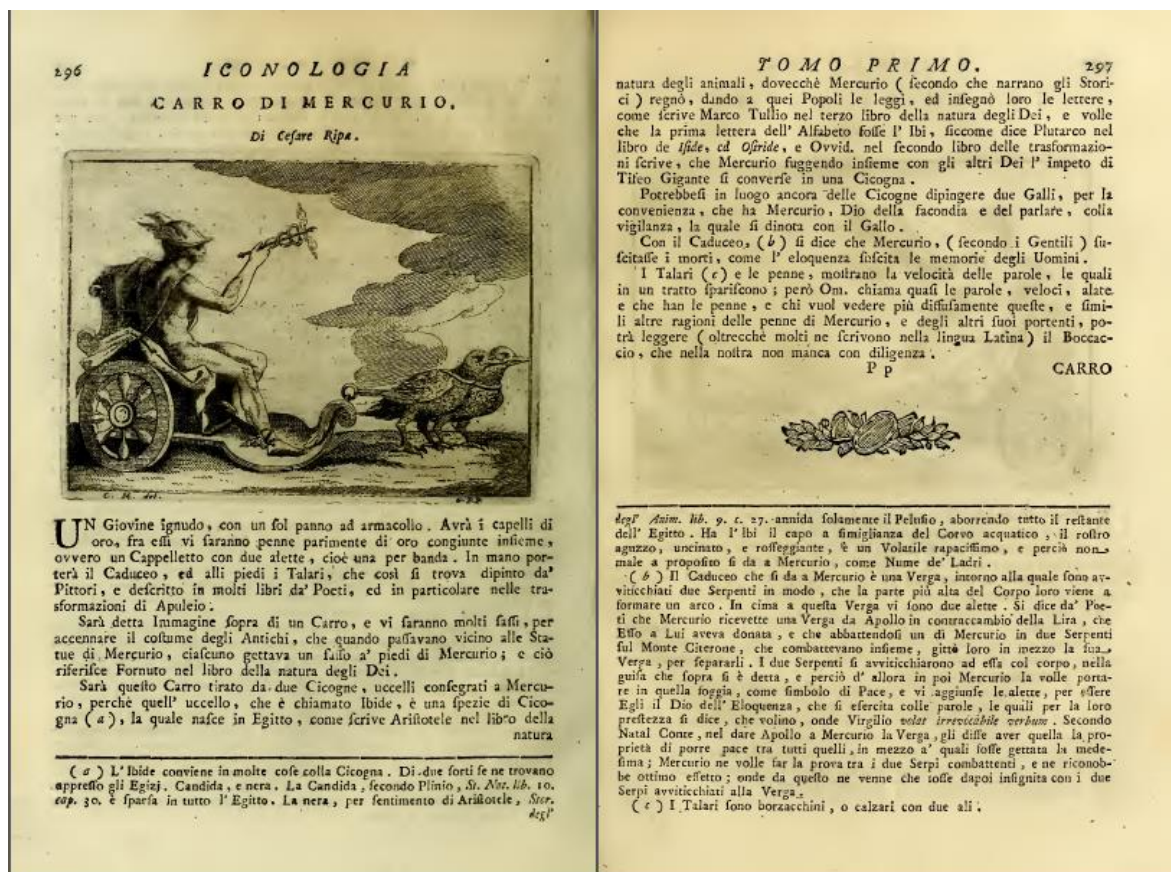 296
ICONOLOGIA
CARRO DI MERCURIO.
Di Cesare Ripa.
C. M. del.
UN Giovine ignudo, con un sol panno ad armacollo. Avrà i capelli di
oro, fra essi vi saranno penne parimente di oro congiunte insieme,
ovvero un Cappelletto con due alette, cioè una per banda. In mano por-
terà il Caduceo, ed alli piedi i Talari, che così si trova dipinto da'
Pittori, e descritto in molti libri da' Poeti, ed in particolare nelle tra-
sformazioni di Apulejo.
Sarà detta Immagine sopra di un Carro, e vi saranno molti sassi, per
accennare il costume degli Antichi, che quando passavano vicino alle Sta-
tue di Mercurio, ciascuno gettava un sasso a' piedi di Mercurio; e ciò
riferisce Fornuto nel libro della natura degli Dei.
Sarà questo Carro tirato da due Cicogne, uccelli consegrati a Mercu-
rio, perchè quell' uccello, che è chiamato Ibide, è una spezie di Cico-
gna (a), la quale nasce in Egitto, come scrive Aristotele nel libro della
natura
(a) L'Ibide conviene in molte cose colla Cicogna. Di due sorti se ne trovano
appresso gli Egizj. Candida, e nera. La Candida, secondo Plinio, St. Nat. lib. 10.
cap. 30. è sparsa in tutto l'Egitto. La nera, per sentimento di Aristotele, Stor.
degl'
TOMO PRIMO.
297
natura degli animali, dovecchè Mercurio (secondo che narrano gli Stori-
ci) regnò, dando a quei Popoli le leggi, ed insegnò loro le lettere,
come scrive Marco Tullio nel terzo libro della natura degli Dei, e volle
che la prima lettera dell' Alfabeto fosse l' Ibi, siccome dice Plutarco nel
libro de Iside, ed Osiride, e Ovvid. nel secondo libro delle trasformazio-
ni scrive, che Mercurio fuggendo insieme con gli altri Dei l' impeto di
Tifeo Gigante si converse in una Cicogna.
Potrebbesi in luogo ancora delle Cicogne dipingere due Galli, per la
convenienza, che ha Mercurio, Dio della facondia e del parlare, colla
vigilanza, la quale si dinota con il Gallo.
Con il Caduceo, (b) si dice che Mercurio, (secondo i Gentili) su-
scitasse i morti, come l' eloquenza suscita le memorie degli Uomini.
I Talari (c) e le penne, mostrano la velocità delle parole, le quali
in un tratto spariscono; però Om. chiama quasi le parole, veloci, alate
e che han le penne, e chi vuol vedere più diffusamente queste, e simi-
li altre ragioni delle penne di Mercurio, e degli altri suoi portenti, po-
trà leggere (oltrecchè molti ne scrivono nella lingua Latina) il Boccac-
cio, che nella nostra non manca con diligenza.
P p
CARRO
degl' Anim. lib. 9. c. 27. annida solamente il Pelusio, aborrendo tutto il restante
dell' Egitto. Ha l' Ibi il capo a simiglianza del Corvo acquatico, il rostro
aguzzo, uncinato, e rosseggiante, è un Volatile rapacissimo, e perciò non
male a proposito si da a Mercurio, come Nume de' Ladri.
(b) Il Caduceo che si da a Mercurio è una Verga, intorno alla quale sono av-
viticchiati due Serpenti in modo, che la parte più alta del Corpo loro viene a
formare un arco. In cima a questa Verga vi sono due alette. Si dice da' Poe-
ti che Mercurio ricevette una Verga da Apollo in contraccambio della Lira, che
Esso a Lui aveva donata, e che abbattendosi un dì Mercurio in due Serpenti
sul Monte Citerone, che combattevano insieme, gittò loro in mezzo la sua
Verga, per separarli. I due Serpenti si avviticchiarono ad essa col corpo, nella
guisa che sopra si è detta, e perciò d' allora in poi Mercurio la volle porta-
re in quella foggia, come simbolo di Pace, e vi aggiunse le alette, per essere
Egli il Dio dell' Eloquenza, che si esercita colle parole, le quali per la loro
prestezza si dice, che volino, onde Virgilio volat irrevocabile verbum. Secondo
Natal Conte, nel dare Apollo a Mercurio la Verga, gli disse aver quella la pro-
prietà di porre pace tra tutti quelli, in mezzo a' quali fosse gettata la mede-
sima; Mercurio ne volle far la prova tra i due Serpi combattenti, e ne riconob-
be ottimo effetto; onde da questo ne venne che fosse dapoi insignita con i due
Serpi avviticchiati alla Verga.
(c) I Talari sono borzacchini, o calzari con due ali.